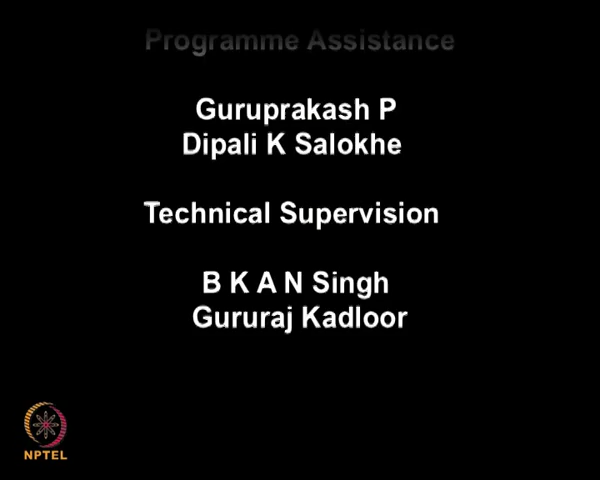 Programme Assistance
Guruprakash P
Dipali K Salokhe
Technical Supervision
B K A N Singh
Gururaj Kadloor
NPTEL